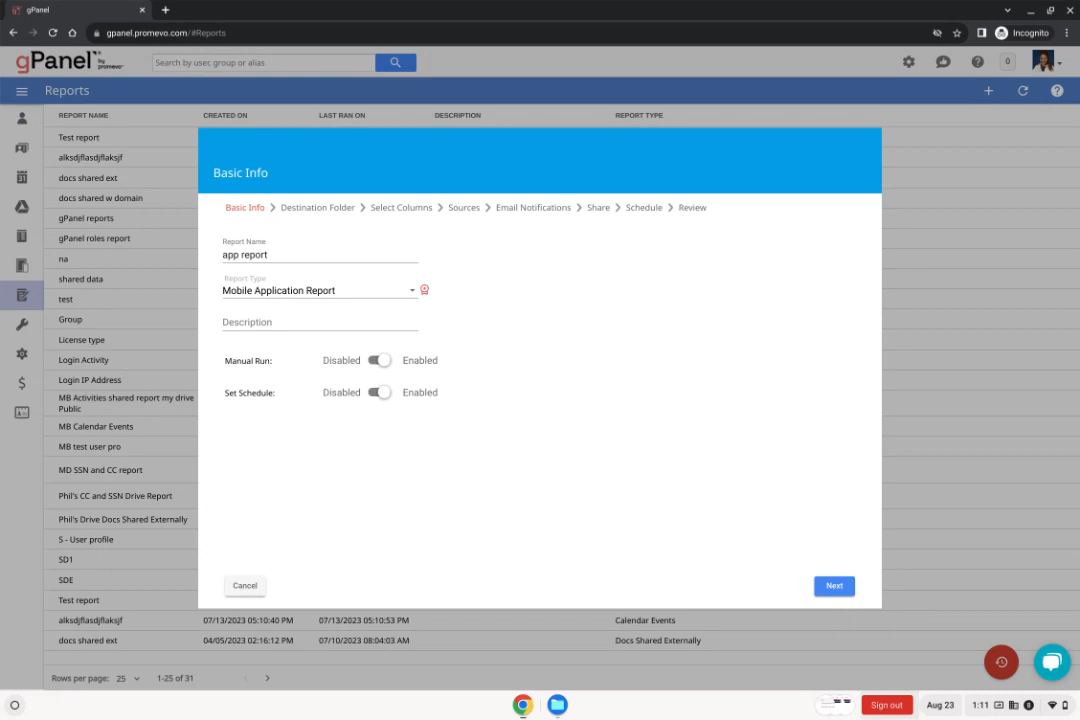 gPanel
gpanel.promevo.com/#Reports
Incognito
gPanel by promevo
Search by user, group or alias
0
Reports
REPORT NAME CREATED ON LAST RAN ON DESCRIPTION REPORT TYPE
Test report
alksdjflasdjflaksjf
docs shared ext
docs shared w domain
gPanel reports
gPanel roles report
na
shared data
test
Group
License type
Login Activity
Login IP Address
MB Activities shared report my drive
Public
MB Calendar Events
MB test user pro
MD SSN and CC report
Phil's CC and SSN Drive Report
Phil's Drive Docs Shared Externally
S - User profile
SD1
SDE
Test report
alksdjflasdjflaksjf 07/13/2023 05:10:40 PM 07/13/2023 05:10:53 PM Calendar Events
docs shared ext 04/05/2023 02:16:12 PM 07/10/2023 08:04:03 AM Docs Shared Externally
Rows per page: 25 1-25 of 31
Basic Info
Basic Info Destination Folder Select Columns Sources Email Notifications Share Schedule Review
Report Name
app report
Report Type
Mobile Application Report
Description
Manual Run: Disabled Enabled
Set Schedule: Disabled Enabled
Cancel Next
Sign out Aug 23 1:11